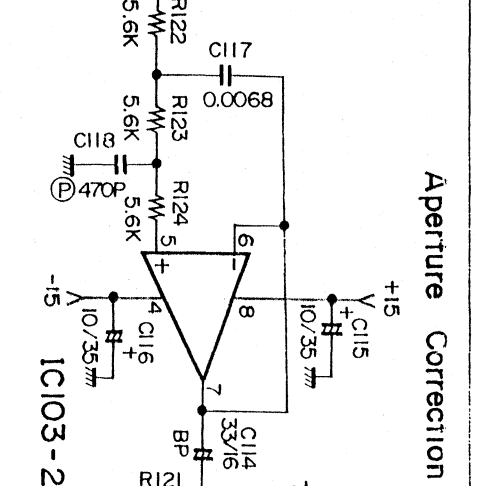 R122
5.6K
C117
0.0068
R123
5.6K
C118
P 470P
R124
5.6K
5
6
+
-
-15
+15
4
8
10/35
+
C116
10/35
+
C115
7
C114
33/16
BP
R121
IC103-2
Aperture Correction